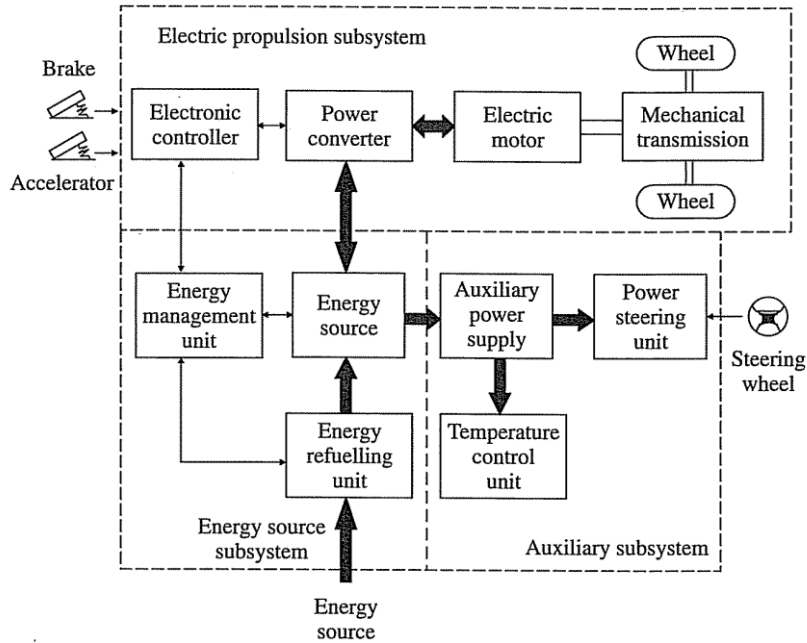 Electric propulsion subsystem
Wheel
Brake
Electronic
controller
Power
converter
Electric
motor
Mechanical
transmission
Accelerator
Wheel
Energy
management
unit
Energy
source
Auxiliary
power
supply
Power
steering
unit
Steering
wheel
Energy
refuelling
unit
Temperature
control
unit
Energy source
subsystem
Auxiliary subsystem
Energy
source